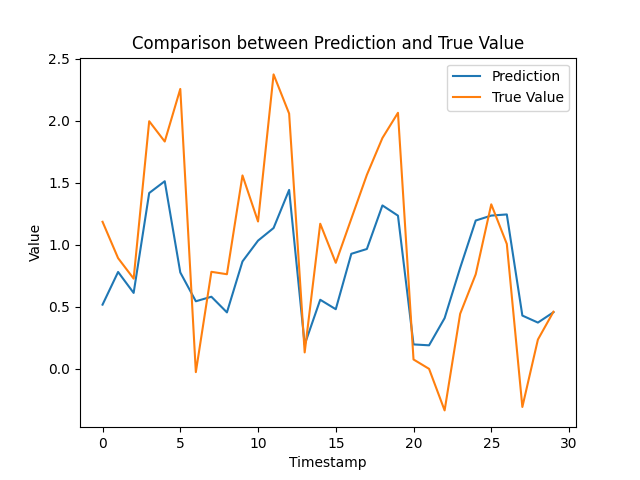 Comparison between Prediction and True Value
Prediction
True Value
2.5
2.0
1.5
1.0
0.5
0.0
Value
0 5 10 15 20 25 30
Timestamp